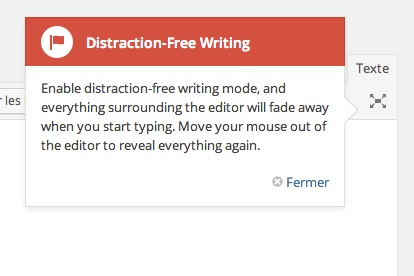 Distraction-Free Writing
Texte
Enable distraction-free writing mode, and
everything surrounding the editor will fade away
when you start typing. Move your mouse out of
the editor to reveal everything again.
r les
Fermer